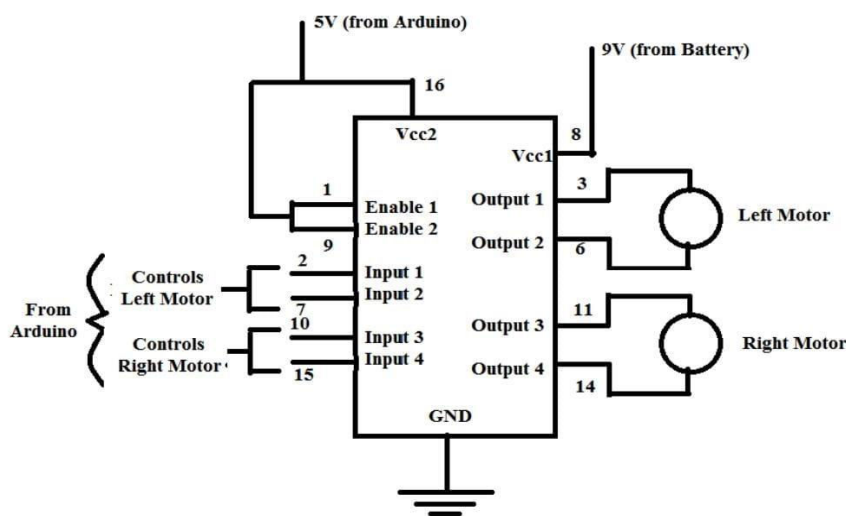 5V (from Arduino)
9V (from Battery)
16
Vcc2
8
Vcc1
1
Enable 1
Enable 2
9
3
Output 1
Output 2
6
Left Motor
2
Input 1
Input 2
7
Controls
Left Motor
From
Arduino
10
Input 3
Input 4
15
Controls
Right Motor
11
Output 3
Output 4
14
Right Motor
GND